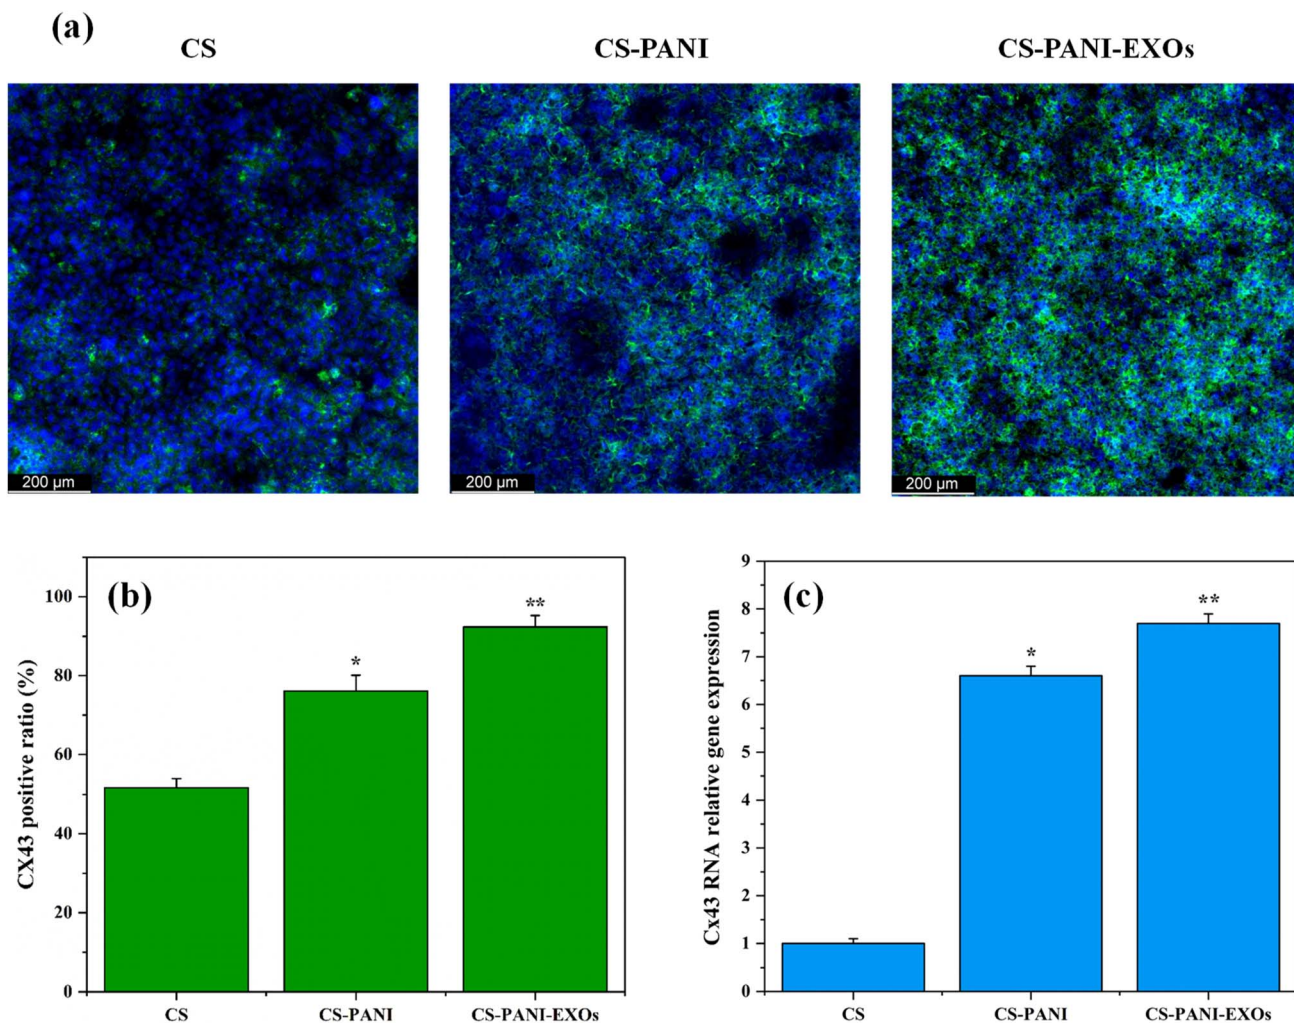 (a)
CS
CS-PANI
CS-PANI-EXOs
200 µm
200 µm
200 µm
(b)
CX43 positive ratio (%)
100
80
60
40
20
0
*
**
CS
CS-PANI
CS-PANI-EXOs
(c)
Cx43 RNA relative gene expression
9
8
7
6
5
4
3
2
1
0
*
**
CS
CS-PANI
CS-PANI-EXOs